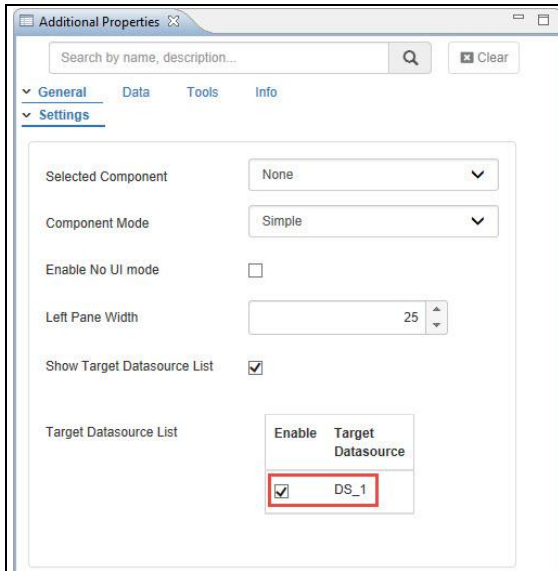 Additional Properties
Search by name, description...
Clear
General Data Tools Info
Settings
Selected Component None
Component Mode Simple
Enable No UI mode
Left Pane Width 25
Show Target Datasource List
Target Datasource List
Enable Target
Datasource
DS_1